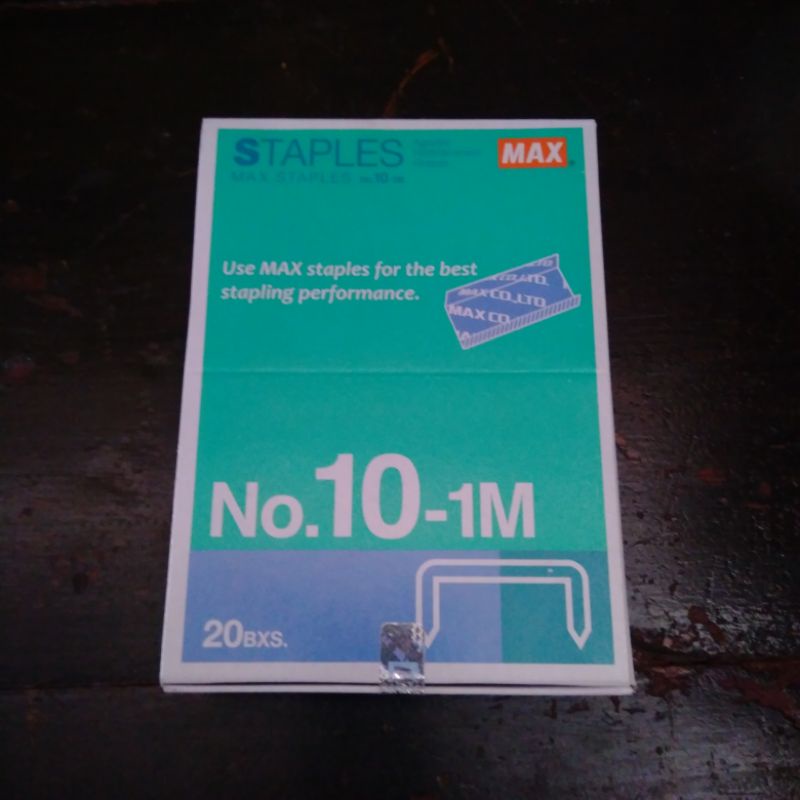 STAPLES
MAX
MAX STAPLES No.10-1M
Use MAX staples for the best
stapling performance.
CO.,LTD.
MAX CO.,LTD
MAX CO.
No.10-1M
20BXS.